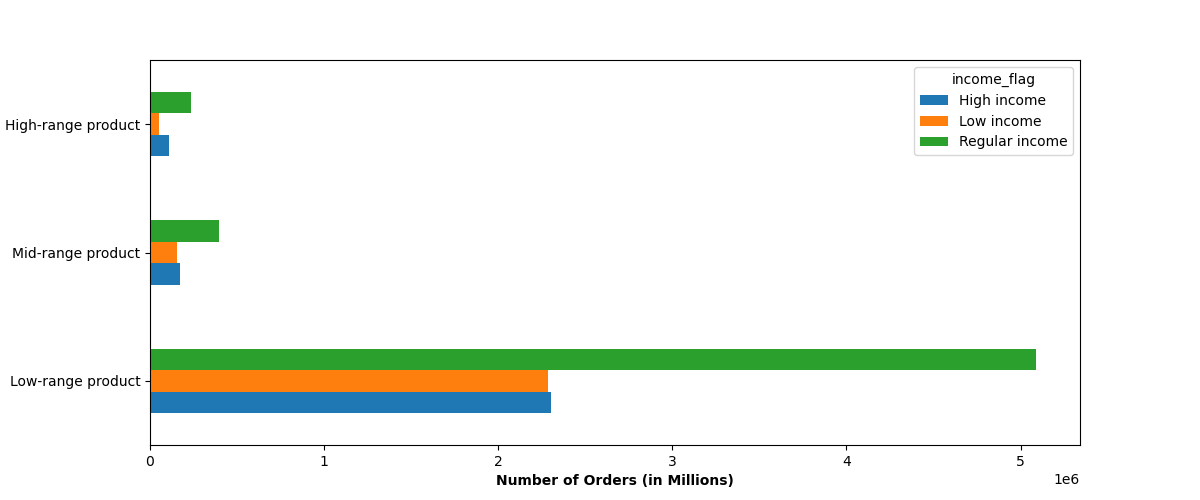 income_flag
High income
Low income
Regular income
High-range product
Mid-range product
Low-range product
0 1 2 3 4 5
1e6
Number of Orders (in Millions)